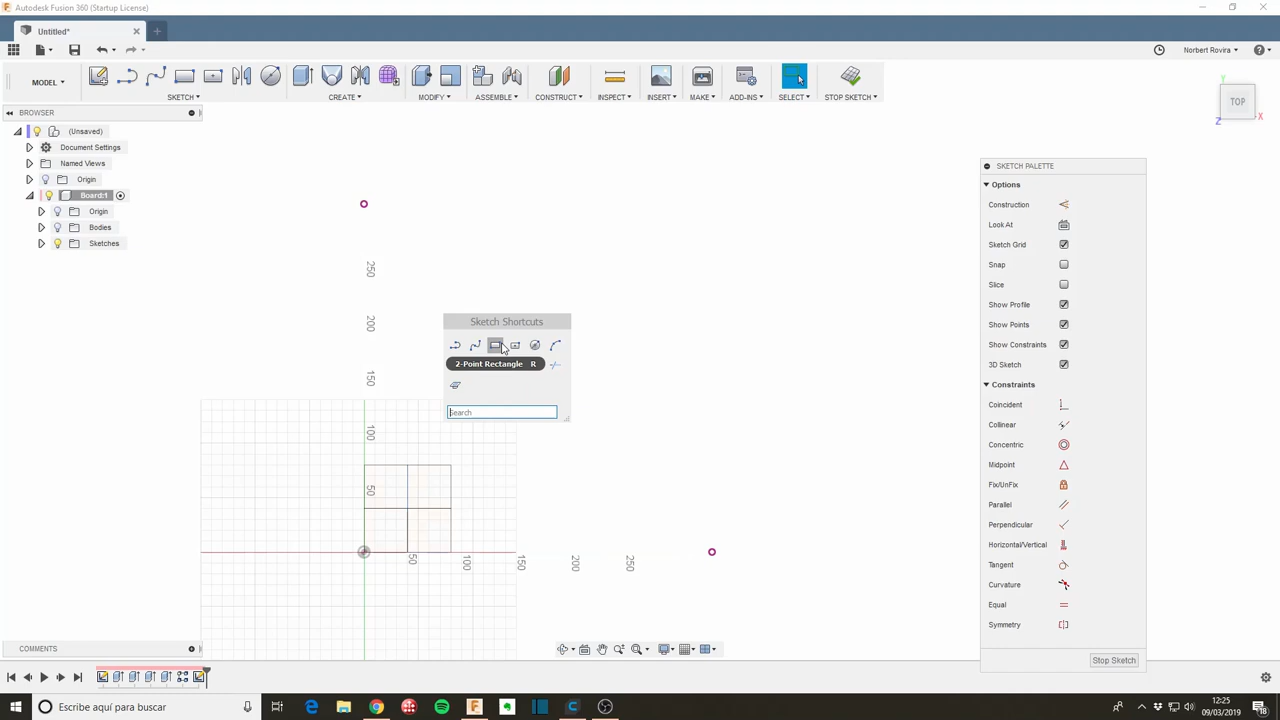 Autodesk Fusion 360 (Startup License)
Untitled*
Norbert Rovira
MODEL
SKETCH
CREATE
MODIFY
ASSEMBLE
CONSTRUCT
INSPECT
INSERT
MAKE
ADD-INS
SELECT
STOP SKETCH
BROWSER
(Unsaved)
Document Settings
Named Views
Origin
Board:1
Origin
Bodies
Sketches
TOP
Y
X
Z
SKETCH PALETTE
Options
Construction
Look At
Sketch Grid
Snap
Slice
Show Profile
Show Points
Show Constraints
3D Sketch
Constraints
Coincident
Collinear
Concentric
Midpoint
Fix/UnFix
Parallel
Perpendicular
Horizontal/Vertical
Tangent
Curvature
Equal
Symmetry
Stop Sketch
250
200
150
100
50
50
100
150
200
250
Sketch Shortcuts
2-Point Rectangle R
Search
COMMENTS
Escribe aquí para buscar
12:25
09/03/2019
18